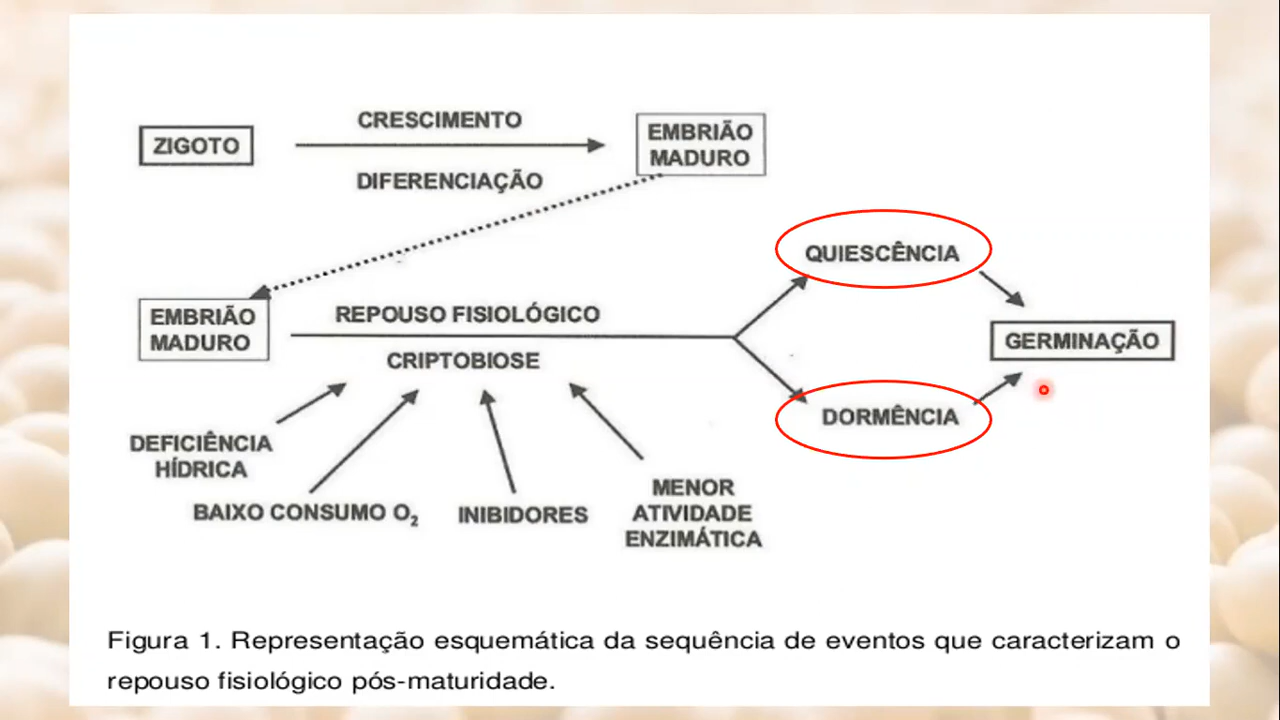 CRESCIMENTO
ZIGOTO
EMBRIÃO
MADURO
DIFERENCIAÇÃO
QUIESCÊNCIA
EMBRIÃO
MADURO
REPOUSO FISIOLÓGICO
CRIPTOBIOSE
GERMINAÇÃO
DORMÊNCIA
DEFICIÊNCIA
HÍDRICA
BAIXO CONSUMO O₂
INIBIDORES
MENOR
ATIVIDADE
ENZIMÁTICA
Figura 1. Representação esquemática da sequência de eventos que caracterizam o
repouso fisiológico pós-maturidade.